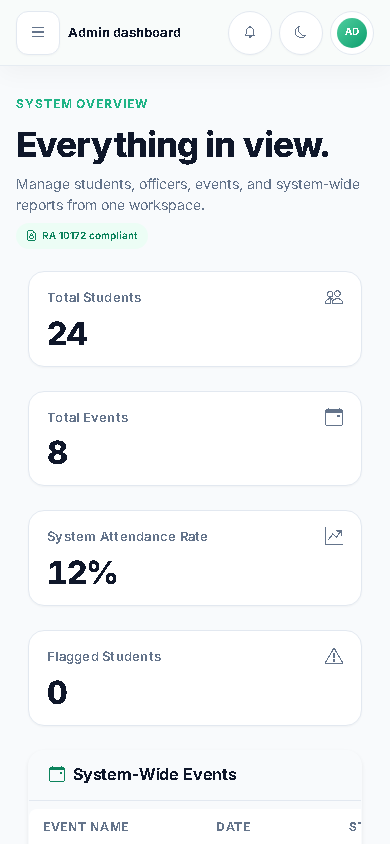 Admin dashboard
AD
SYSTEM OVERVIEW
Everything in view.
Manage students, officers, events, and system-wide
reports from one workspace.
RA 10172 compliant
Total Students
24
Total Events
8
System Attendance Rate
12%
Flagged Students
0
System-Wide Events
EVENT NAME DATE